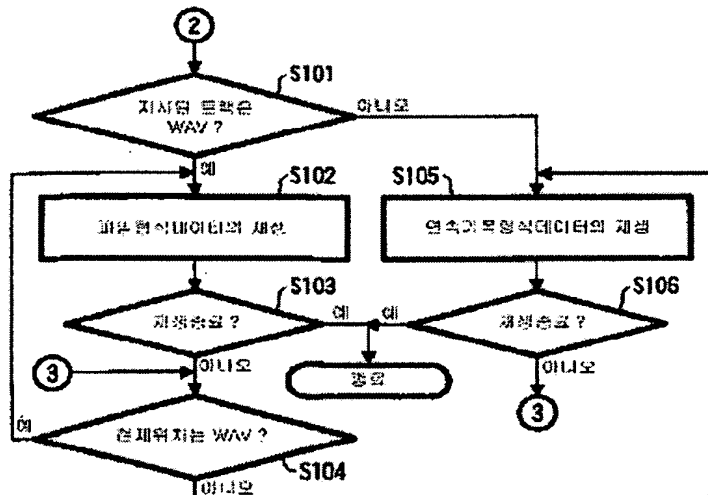 2
S101
지시된 트랙은
WAV ?
아니오
예
S102
파일형식데이터의 재생
S105
연속기록형식데이터의 재생
S103
재생종료 ?
예
예
S106
재생종료 ?
아니오
3
종료
아니오
3
예
현재위치는 WAV ?
S104
아니오